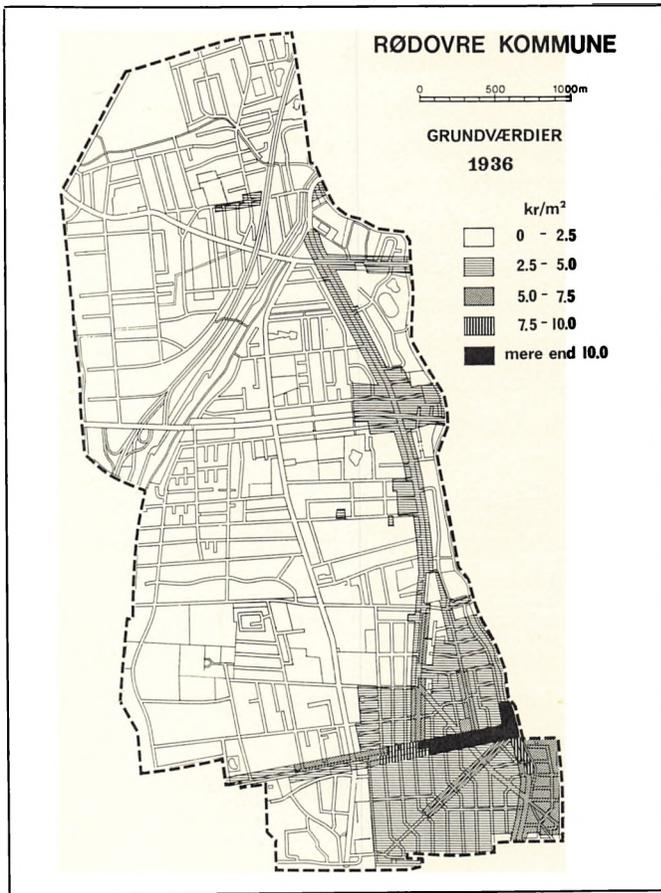 RØDOVRE KOMMUNE
0 500 1000m
GRUNDVÆRDIER
1936
kr/m²
0 - 2.5
2.5 - 5.0
5.0 - 7.5
7.5 - 10.0
mere end 10.0